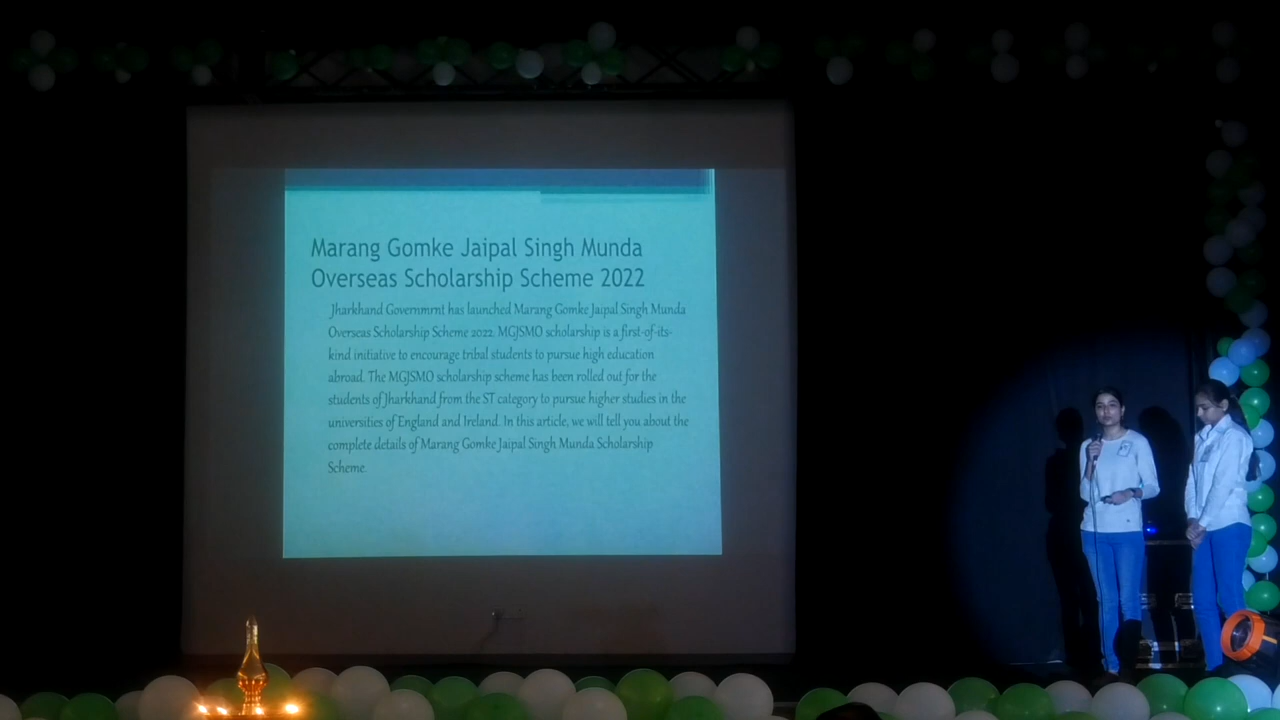 Marang Gomke Jaipal Singh Munda
Overseas Scholarship Scheme 2022
Jharkhand Governmrnt has launched Marang Gomke Jaipal Singh Munda
Overseas Scholarship Scheme 2022. MGJSMO scholarship is a first-of-its-
kind initiative to encourage tribal students to pursue high education
abroad. The MGJSMO scholarship scheme has been rolled out for the
students of Jharkhand from the ST category to pursue higher studies in the
universities of England and Ireland. In this article, we will tell you about the
complete details of Marang Gomke Jaipal Singh Munda Scholarship
Scheme.